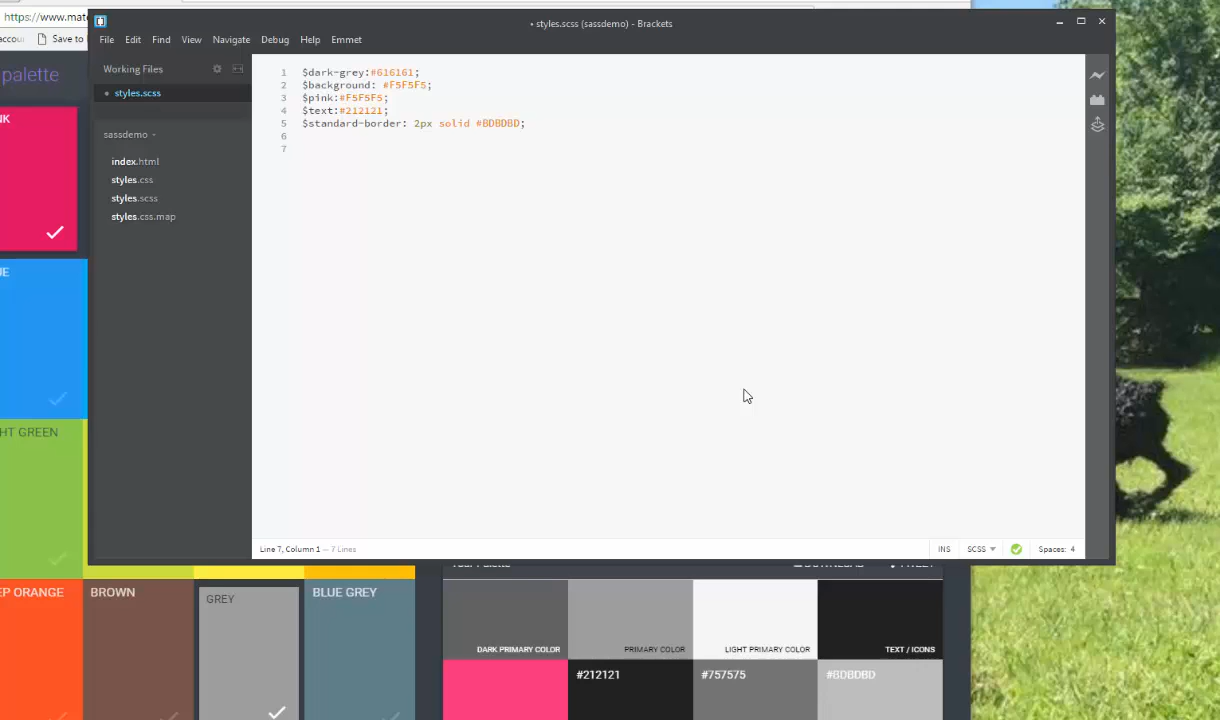 https://www.mat
• styles.scss (sassdemo) - Brackets
accou
Save to
File Edit Find View Navigate Debug Help Emmet
palette
Working Files
• styles.scss
sassdemo
index.html
styles.css
styles.scss
styles.css.map
1 $dark-grey:#616161;
2 $background: #F5F5F5;
3 $pink:#F5F5F5;
4 $text:#212121;
5 $standard-border: 2px solid #BDBDBD;
6
7
NK
UE
HT GREEN
Line 7, Column 1 — 7 Lines
INS SCSS Spaces: 4
EP ORANGE
BROWN
GREY
BLUE GREY
DARK PRIMARY COLOR
PRIMARY COLOR
LIGHT PRIMARY COLOR
TEXT / ICONS
#212121
#757575
#BDBDBD